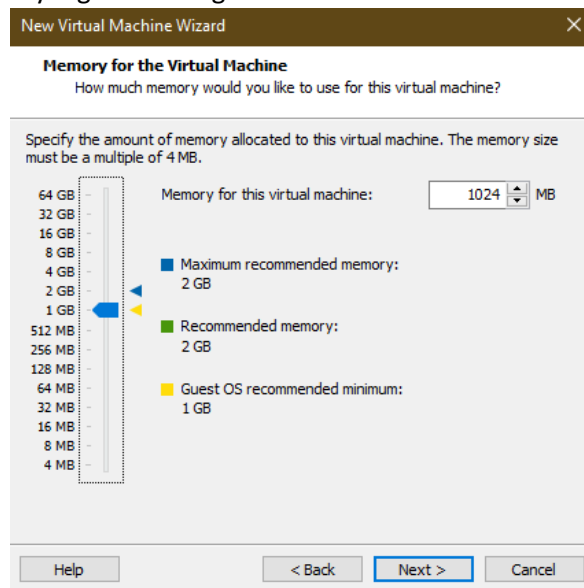 New Virtual Machine Wizard
Memory for the Virtual Machine
How much memory would you like to use for this virtual machine?
Specify the amount of memory allocated to this virtual machine. The memory size
must be a multiple of 4 MB.
Memory for this virtual machine: 1024 MB
64 GB
32 GB
16 GB
8 GB
4 GB
2 GB
1 GB
512 MB
256 MB
128 MB
64 MB
32 MB
16 MB
8 MB
4 MB
Maximum recommended memory:
2 GB
Recommended memory:
2 GB
Guest OS recommended minimum:
1 GB
Help < Back Next > Cancel